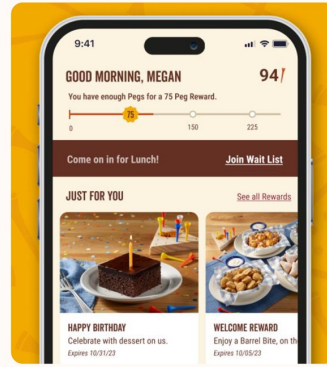 9:41
GOOD MORNING, MEGAN
94
You have enough Pegs for a 75 Peg Reward.
75
0
150
225
Come on in for Lunch!
Join Wait List
JUST FOR YOU
See all Rewards
HAPPY BIRTHDAY
Celebrate with dessert on us.
Expires 10/31/23
WELCOME REWARD
Enjoy a Barrel Bite, on
Expires 10/05/23